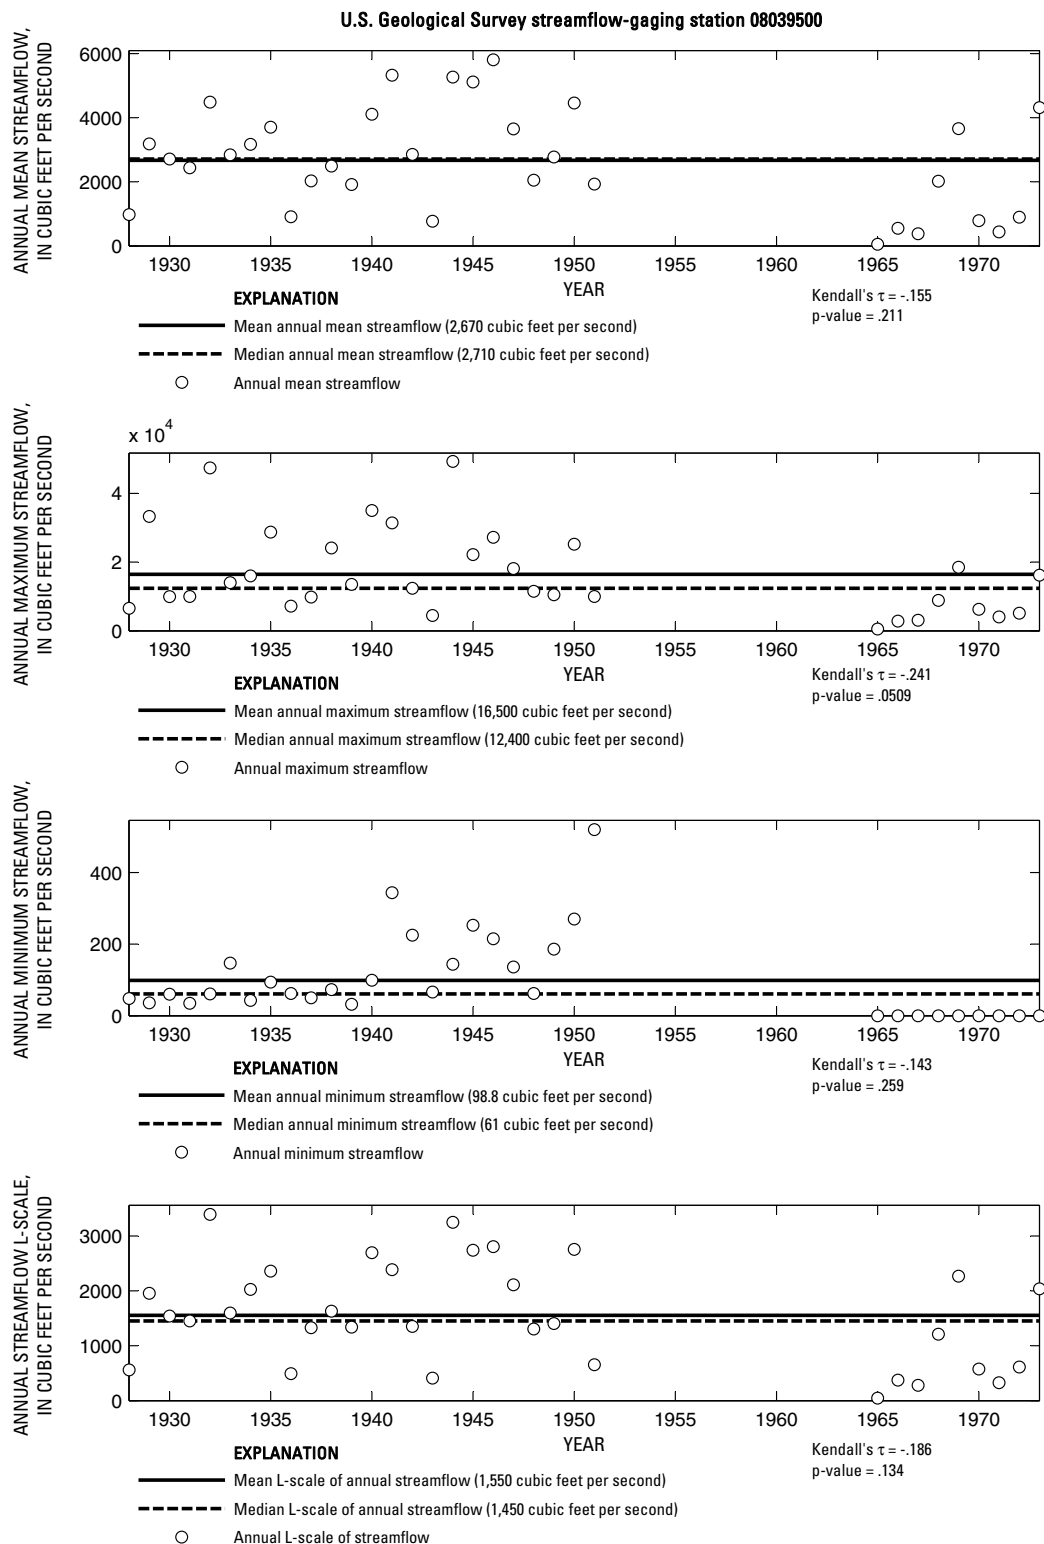 U.S. Geological Survey streamflow-gaging station 08039500
ANNUAL MEAN STREAMFLOW,
IN CUBIC FEET PER SECOND
6000
4000
2000
0
1930 1935 1940 1945 1950 1955 1960 1965 1970
YEAR
Kendall's τ = -.155
p-value = .211
EXPLANATION
Mean annual mean streamflow (2,670 cubic feet per second)
Median annual mean streamflow (2,710 cubic feet per second)
Annual mean streamflow
ANNUAL MAXIMUM STREAMFLOW,
IN CUBIC FEET PER SECOND
x 10^4
4
2
0
1930 1935 1940 1945 1950 1955 1960 1965 1970
YEAR
Kendall's τ = -.241
p-value = .0509
EXPLANATION
Mean annual maximum streamflow (16,500 cubic feet per second)
Median annual maximum streamflow (12,400 cubic feet per second)
Annual maximum streamflow
ANNUAL MINIMUM STREAMFLOW,
IN CUBIC FEET PER SECOND
400
200
0
1930 1935 1940 1945 1950 1955 1960 1965 1970
YEAR
Kendall's τ = -.143
p-value = .259
EXPLANATION
Mean annual minimum streamflow (98.8 cubic feet per second)
Median annual minimum streamflow (61 cubic feet per second)
Annual minimum streamflow
ANNUAL STREAMFLOW L-SCALE,
IN CUBIC FEET PER SECOND
3000
2000
1000
0
1930 1935 1940 1945 1950 1955 1960 1965 1970
YEAR
Kendall's τ = -.186
p-value = .134
EXPLANATION
Mean L-scale of annual streamflow (1,550 cubic feet per second)
Median L-scale of annual streamflow (1,450 cubic feet per second)
Annual L-scale of streamflow